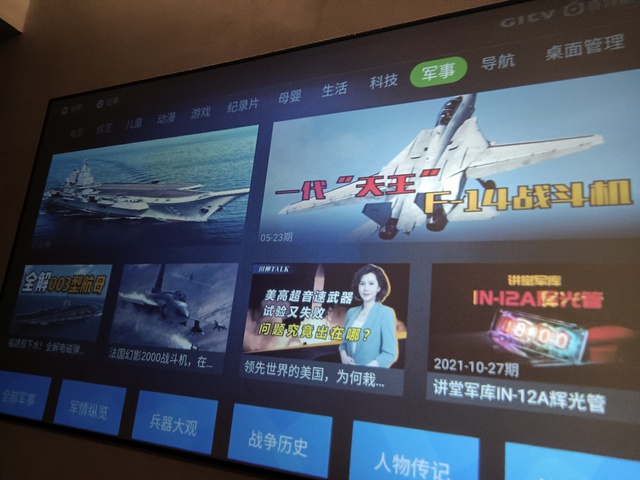 GITV
搜索
记录
电影 综艺 儿童 动漫 游戏 纪录片 母婴 生活 科技 军事 导航 桌面管理
一代“天王”
F-14战斗机
05-23期
全解003型航母
福建舰下水！全解电磁弹...
法国幻影2000战斗机，在...
TALK
美高超音速武器
试验又失败
问题究竟出在哪？
领先世界的美国，为何栽...
讲堂军库
IN-12A辉光管
2021-10-27期
讲堂军库IN-12A辉光管
全部军事
军情纵览
兵器大观
战争历史
人物传记